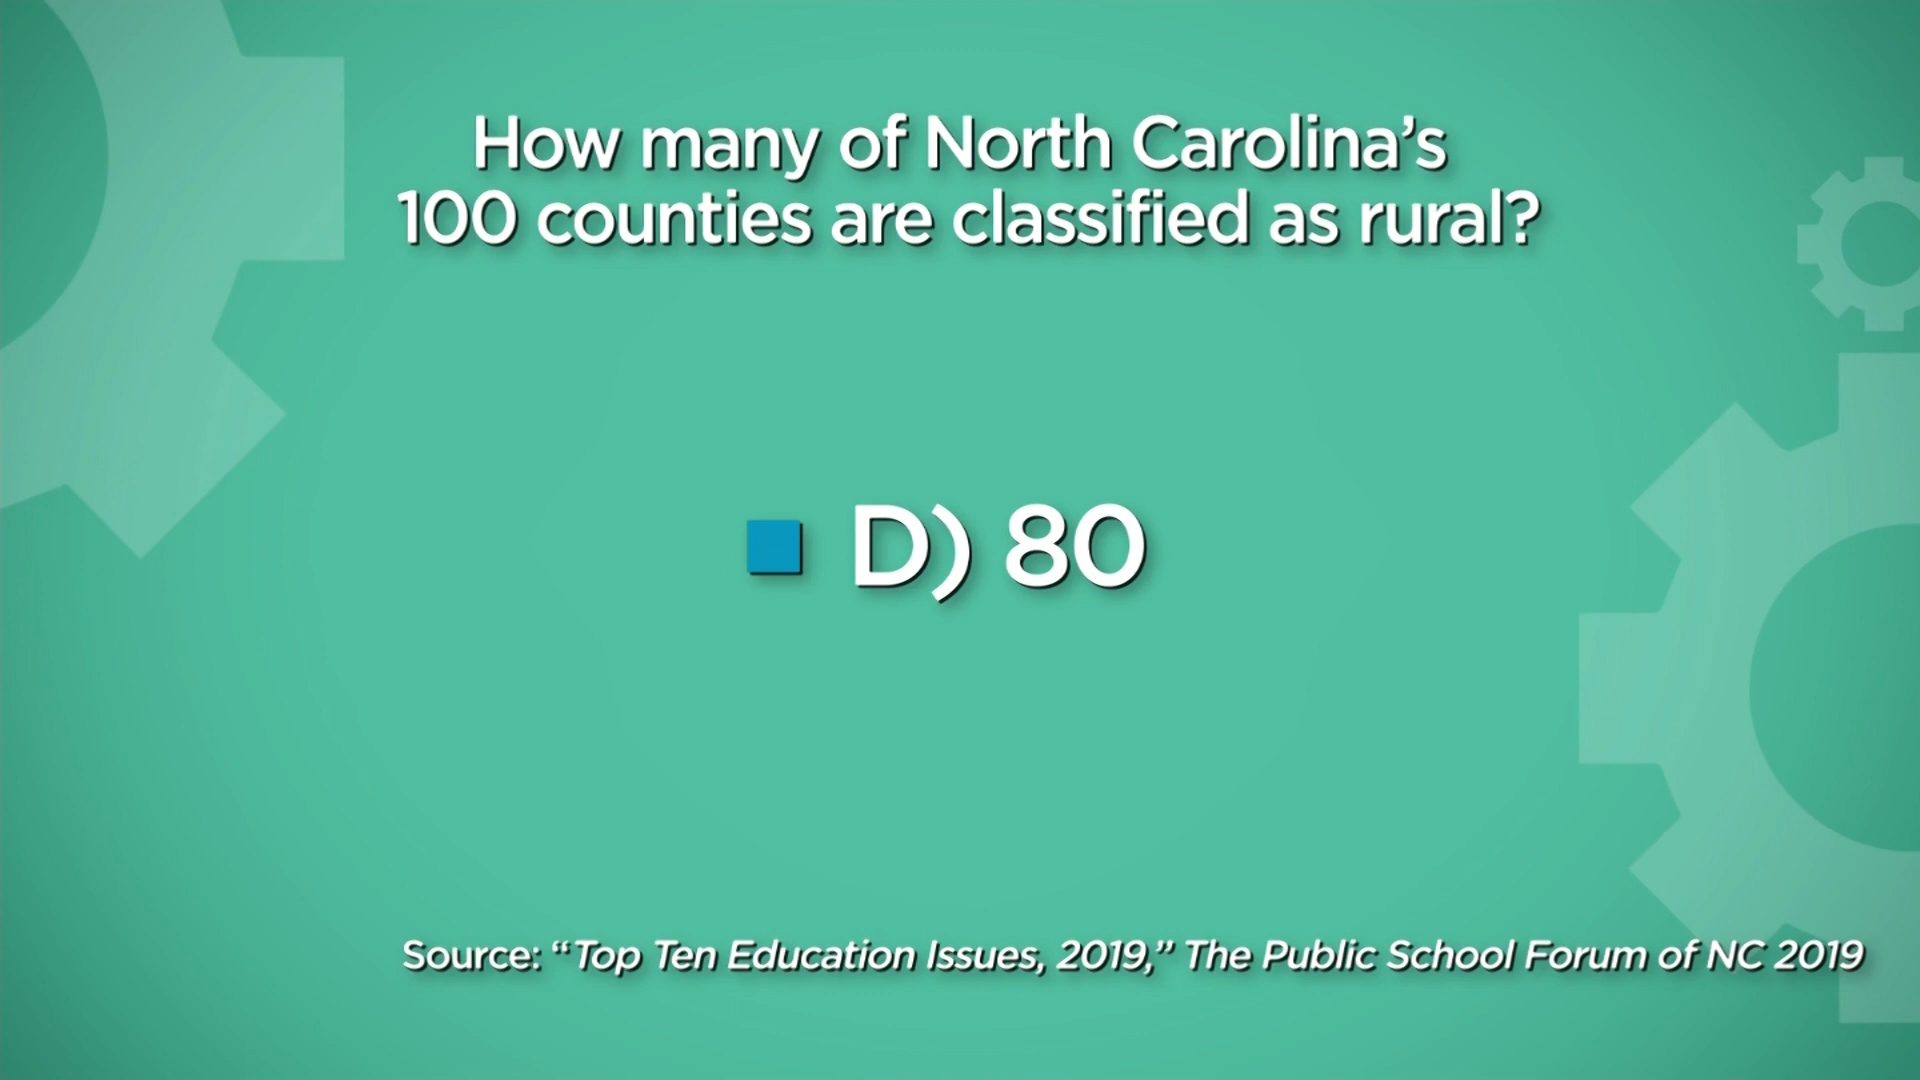 How many of North Carolina’s
100 counties are classified as rural?
D) 80
Source: “Top Ten Education Issues, 2019,” The Public School Forum of NC 2019